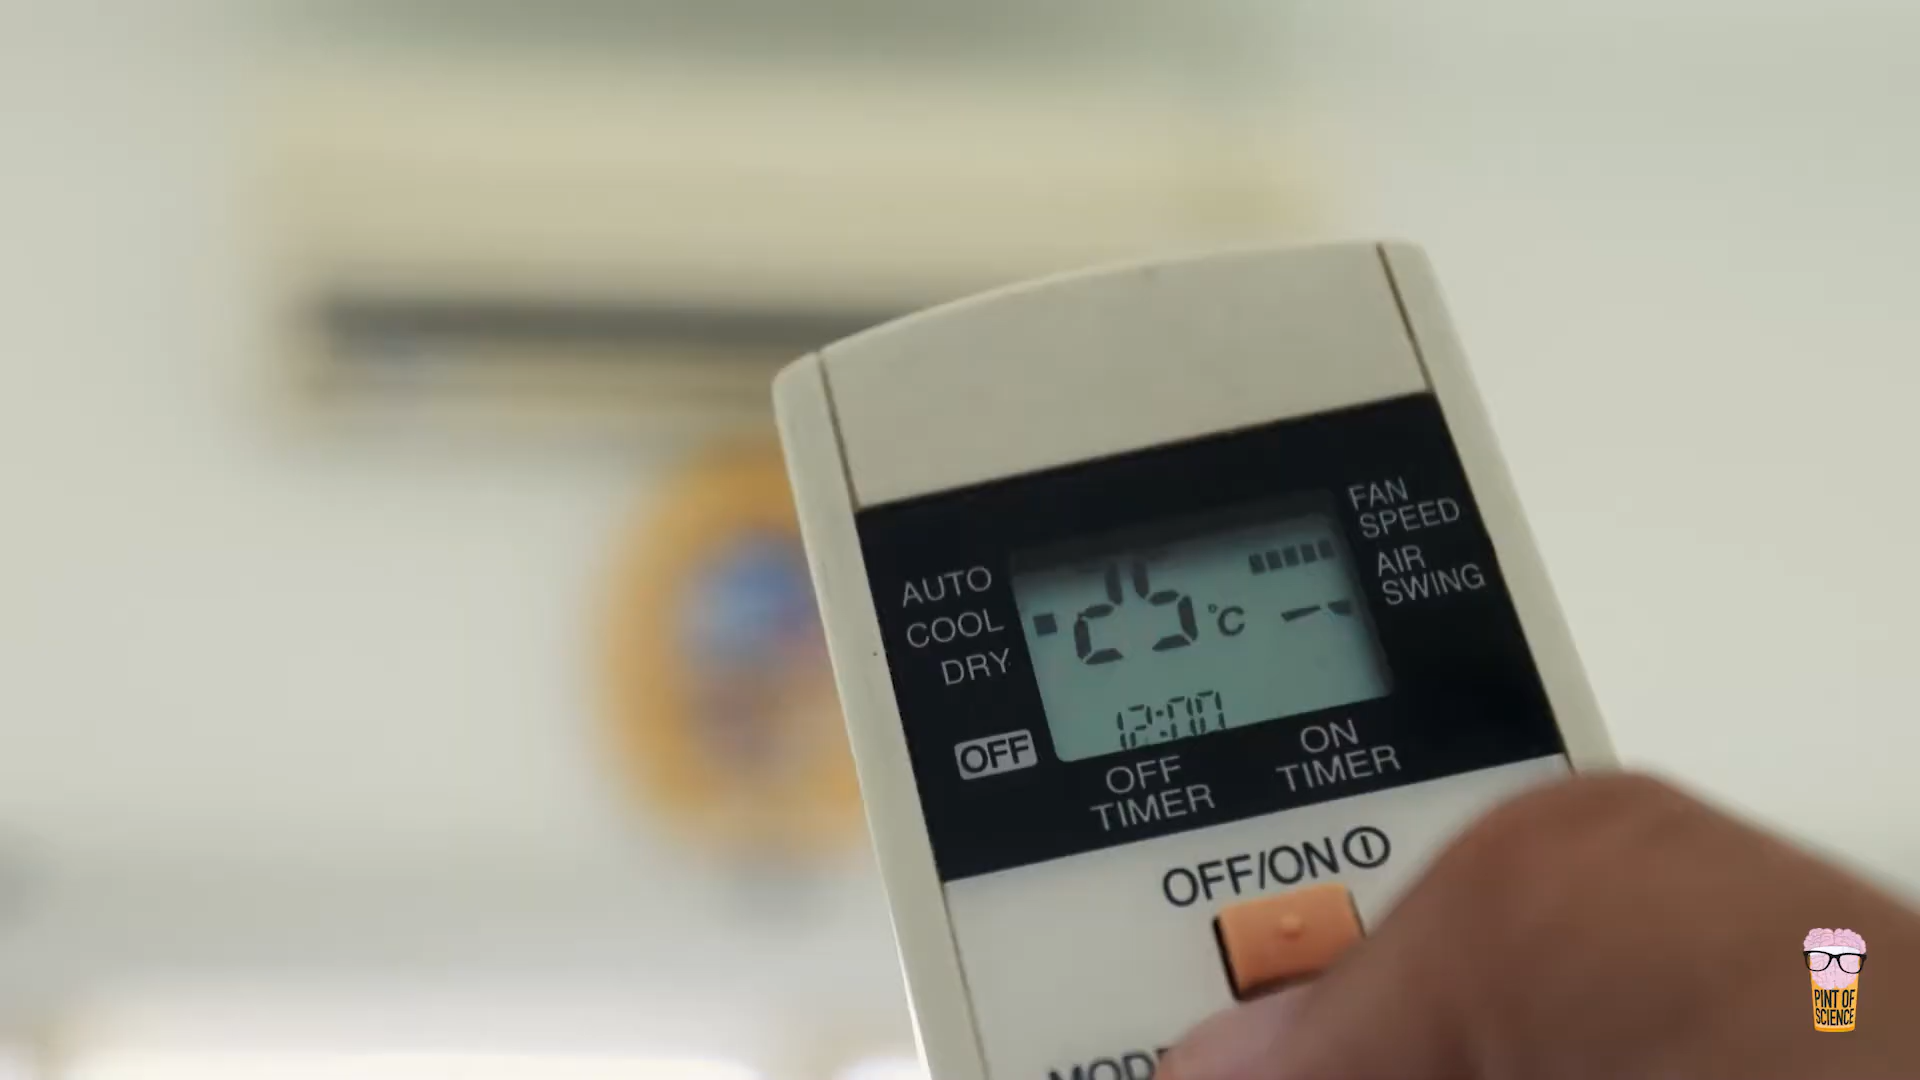 AUTO
COOL
DRY
OFF
25 °C
12:00
FAN
SPEED
AIR
SWING
OFF
TIMER
ON
TIMER
OFF/ON
PINT OF
SCIENCE